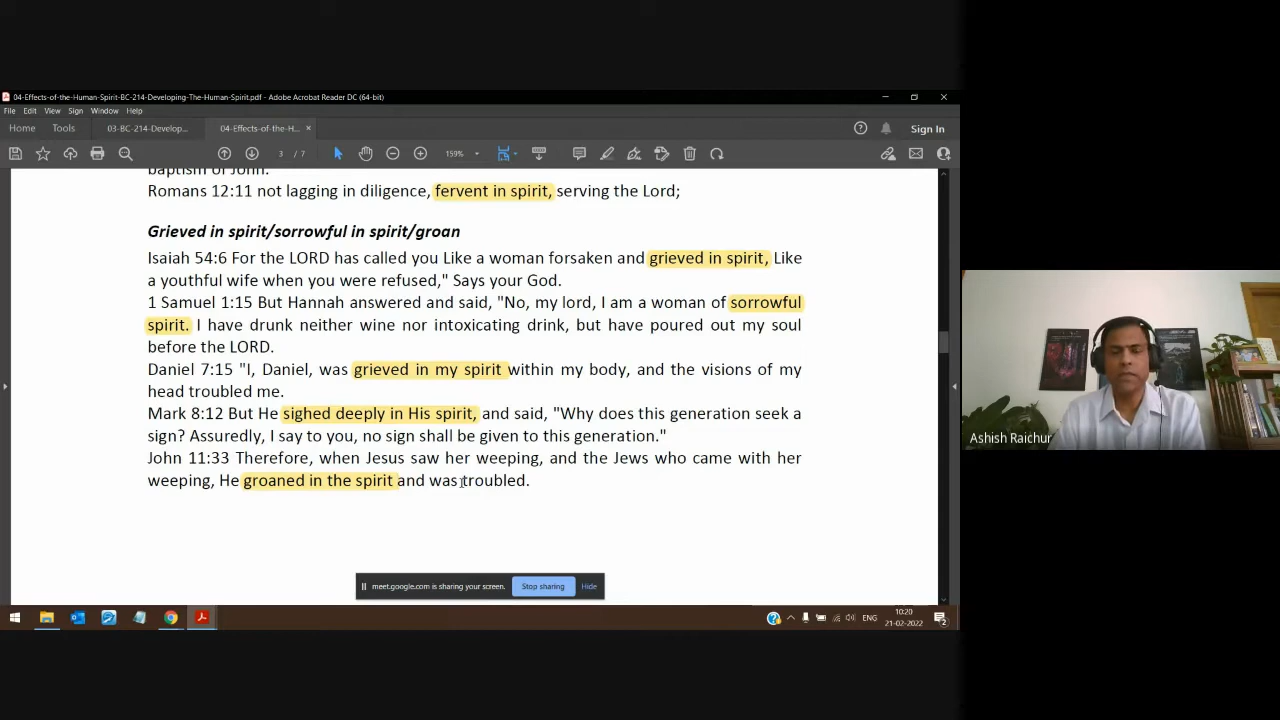 04-Effects-of-the-Human-Spirit-BC-214-Developing-The-Human-Spirit.pdf - Adobe Acrobat Reader DC (64-bit)
File Edit View Sign Window Help
Home Tools 03-BC-214-Develop... 04-Effects-of-the-H... × Sign In
3 / 7 159%
baptism of John.
Romans 12:11 not lagging in diligence, fervent in spirit, serving the Lord;
Grieved in spirit/sorrowful in spirit/groan
Isaiah 54:6 For the LORD has called you Like a woman forsaken and grieved in spirit, Like
a youthful wife when you were refused," Says your God.
1 Samuel 1:15 But Hannah answered and said, "No, my lord, I am a woman of sorrowful
spirit. I have drunk neither wine nor intoxicating drink, but have poured out my soul
before the LORD.
Daniel 7:15 "I, Daniel, was grieved in my spirit within my body, and the visions of my
head troubled me.
Mark 8:12 But He sighed deeply in His spirit, and said, "Why does this generation seek a
sign? Assuredly, I say to you, no sign shall be given to this generation."
John 11:33 Therefore, when Jesus saw her weeping, and the Jews who came with her
weeping, He groaned in the spirit and was troubled.
Ashish Raichur
meet.google.com is sharing your screen. Stop sharing Hide
ENG 10:20
21-02-2022